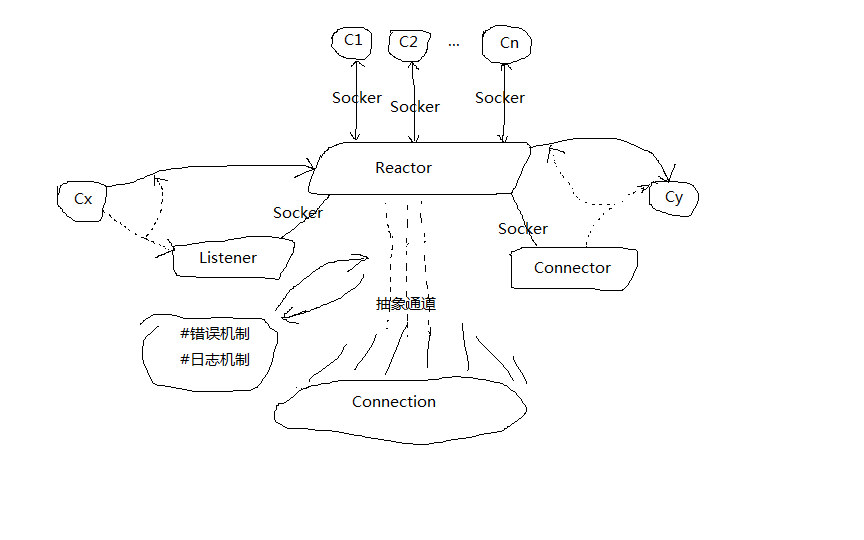 C1
C2
...
Cn
Socker
Socker
Socker
Reactor
Cx
Cy
Socker
Socker
Listener
Connector
抽象通道
#错误机制
#日志机制
Connection